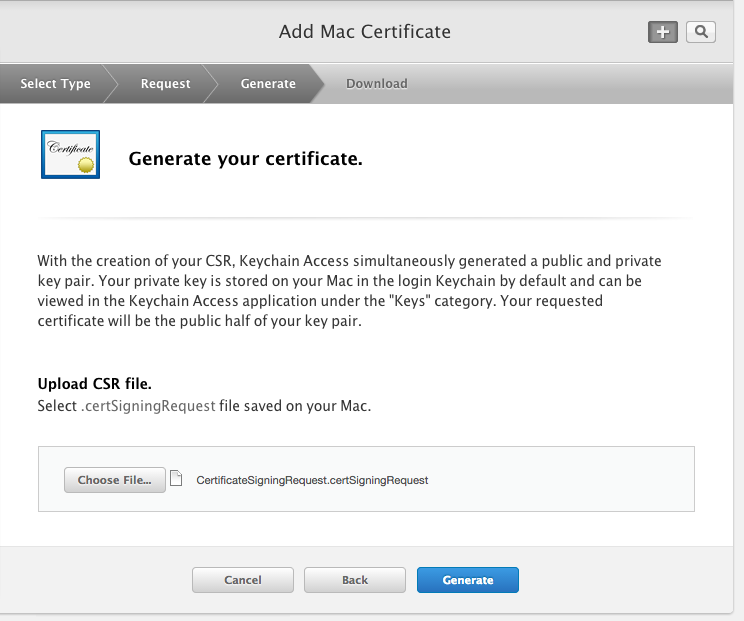 Add Mac Certificate
Select Type Request Generate Download
Certificate
Generate your certificate.
With the creation of your CSR, Keychain Access simultaneously generated a public and private
key pair. Your private key is stored on your Mac in the login Keychain by default and can be
viewed in the Keychain Access application under the "Keys" category. Your requested
certificate will be the public half of your key pair.
Upload CSR file.
Select .certSigningRequest file saved on your Mac.
Choose File... CertificateSigningRequest.certSigningRequest
Cancel Back Generate